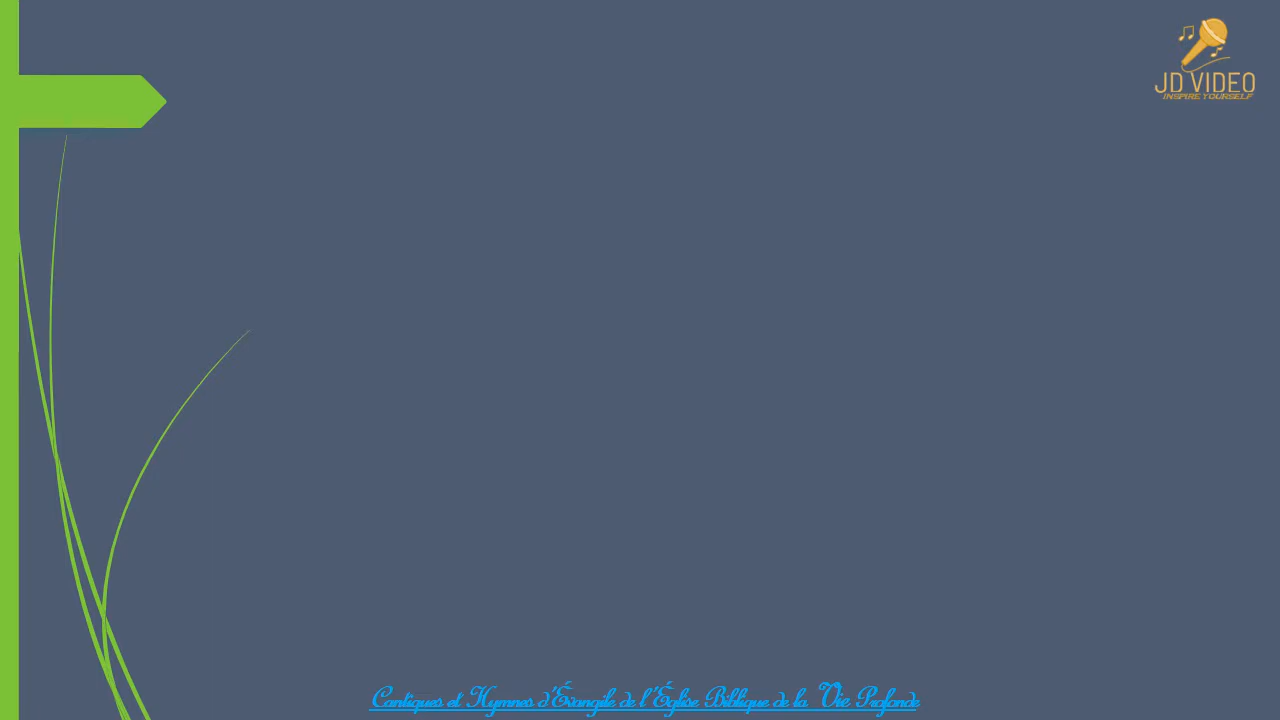 JD VIDEO
INSPIRE YOURSELF
Cantiques et Hymnes d'Évangile de l'Église Biblique de la Vie Profonde